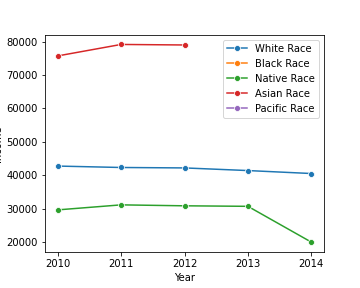 80000
70000
60000
50000
40000
30000
20000
White Race
Black Race
Native Race
Asian Race
Pacific Race
2010 2011 2012 2013 2014
Year